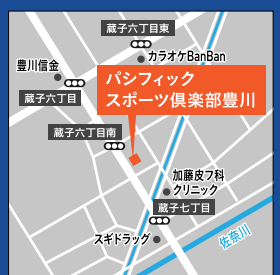 蔵子六丁目東
カラオケBanBan
豊川信金
パシフィック
スポーツ倶楽部豊川
蔵子六丁目
蔵子六丁目南
加藤皮フ科
クリニック
蔵子七丁目
スギドラッグ
佐奈川